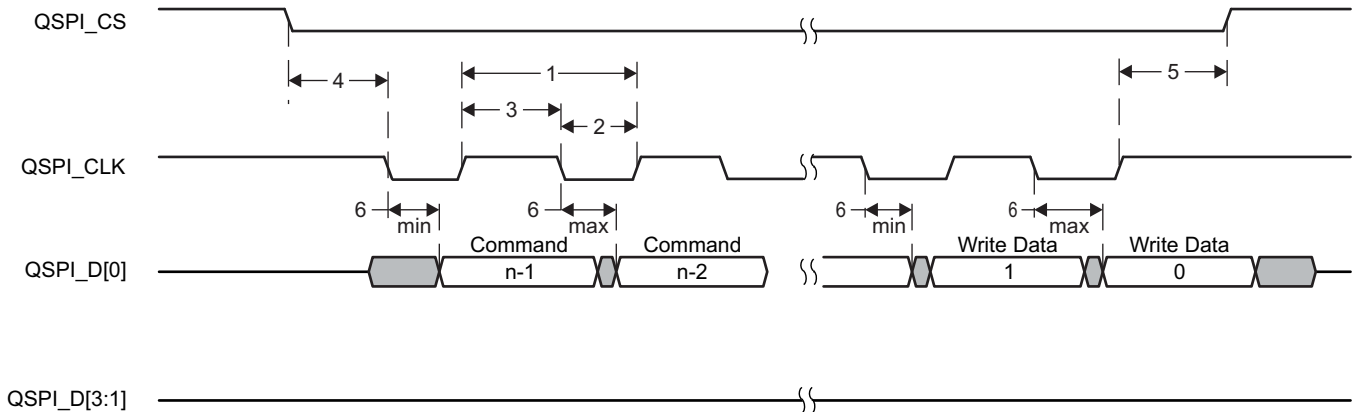 QSPI_CS
4
1
5
3
2
QSPI_CLK
6 min
6 max
6 min
6 max
Command
Command
Write Data
Write Data
QSPI_D[0]
n-1
n-2
1
0
QSPI_D[3:1]